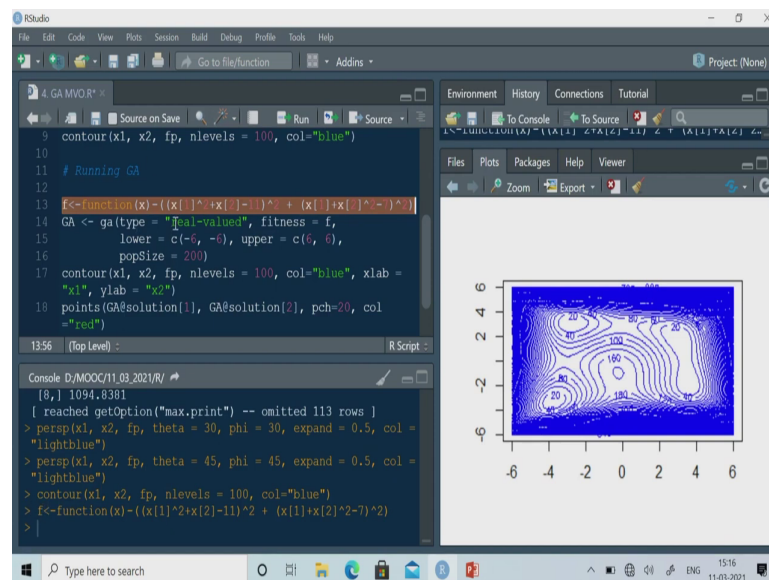 RStudio
File Edit Code View Plots Session Build Debug Profile Tools Help
Go to file/function
Addins
Project: (None)
4. GA MVO.R*
Source on Save
Run
Source
9 contour(x1, x2, fp, nlevels = 100, col="blue")
10
11 # Running GA
12
13 f<-function(x)-((x[1]^2+x[2]-11)^2 + (x[1]+x[2]^2-7)^2)
14 GA <- ga(type = "real-valued", fitness = f,
15 lower = c(-6, -6), upper = c(6, 6),
16 popSize = 200)
17 contour(x1, x2, fp, nlevels = 100, col="blue", xlab =
"x1", ylab = "x2")
18 points(GA@solution[1], GA@solution[2], pch=20, col
="red")
13:56 (Top Level)
R Script
Console D:/MOOC/11_03_2021/R/
[8,] 1094.8381
[ reached getOption("max.print") -- omitted 113 rows ]
> persp(x1, x2, fp, theta = 30, phi = 30, expand = 0.5, col =
"lightblue")
> persp(x1, x2, fp, theta = 45, phi = 45, expand = 0.5, col =
"lightblue")
> contour(x1, x2, fp, nlevels = 100, col="blue")
> f<-function(x)-((x[1]^2+x[2]-11)^2 + (x[1]+x[2]^2-7)^2)
>
Environment History Connections Tutorial
To Console To Source
Files Plots Packages Help Viewer
Zoom Export
6
4
2
-2
-6
-6 -4 -2 0 2 4 6
Type here to search
ENG
15:16
11-03-2021